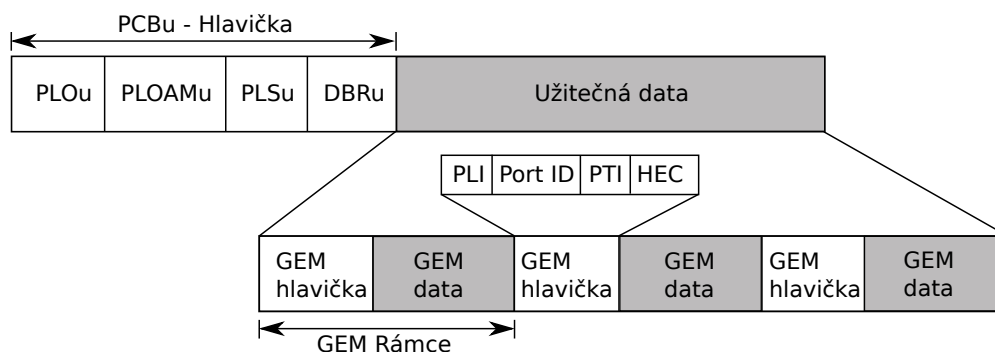 PCBu - Hlavička
PLOu PLOAMu PLSu DBRu Užitečná data
PLI Port ID PTI HEC
GEM hlavička
GEM data
GEM hlavička
GEM data
GEM hlavička
GEM data
GEM Rámce